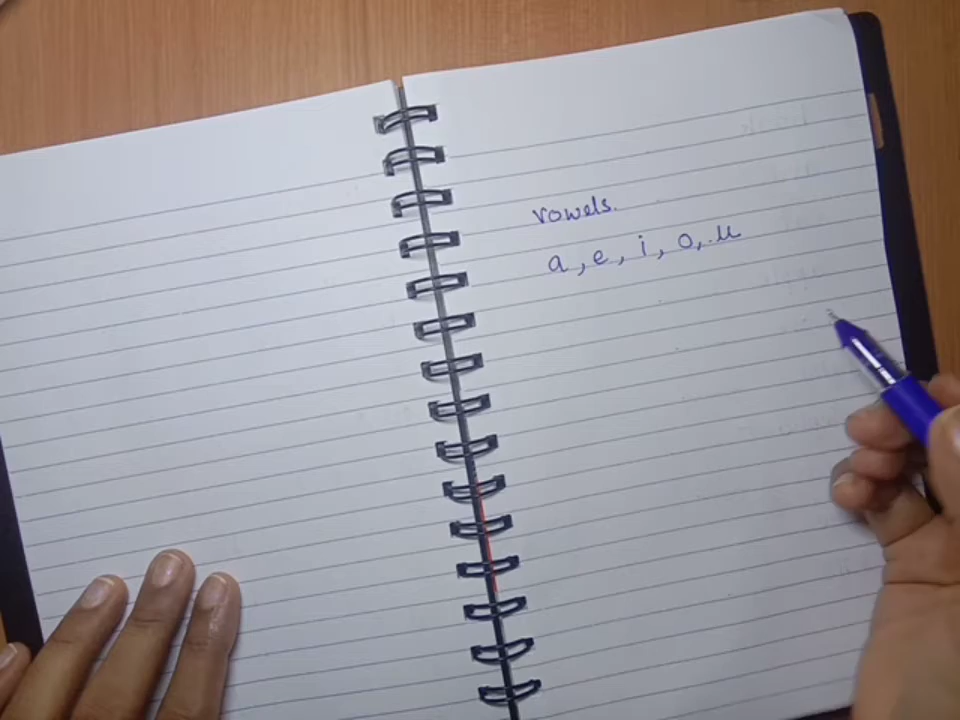 vowels.
a, e, i, o, u